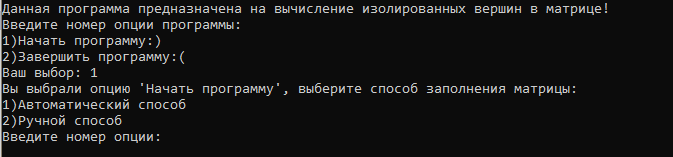 Данная программа предназначена на вычисление изолированных вершин в матрице!
Введите номер опции программы:
1)Начать программу:)
2)Завершить программу:(
Ваш выбор: 1
Вы выбрали опцию 'Начать программу', выберите способ заполнения матрицы:
1)Автоматический способ
2)Ручной способ
Введите номер опции: